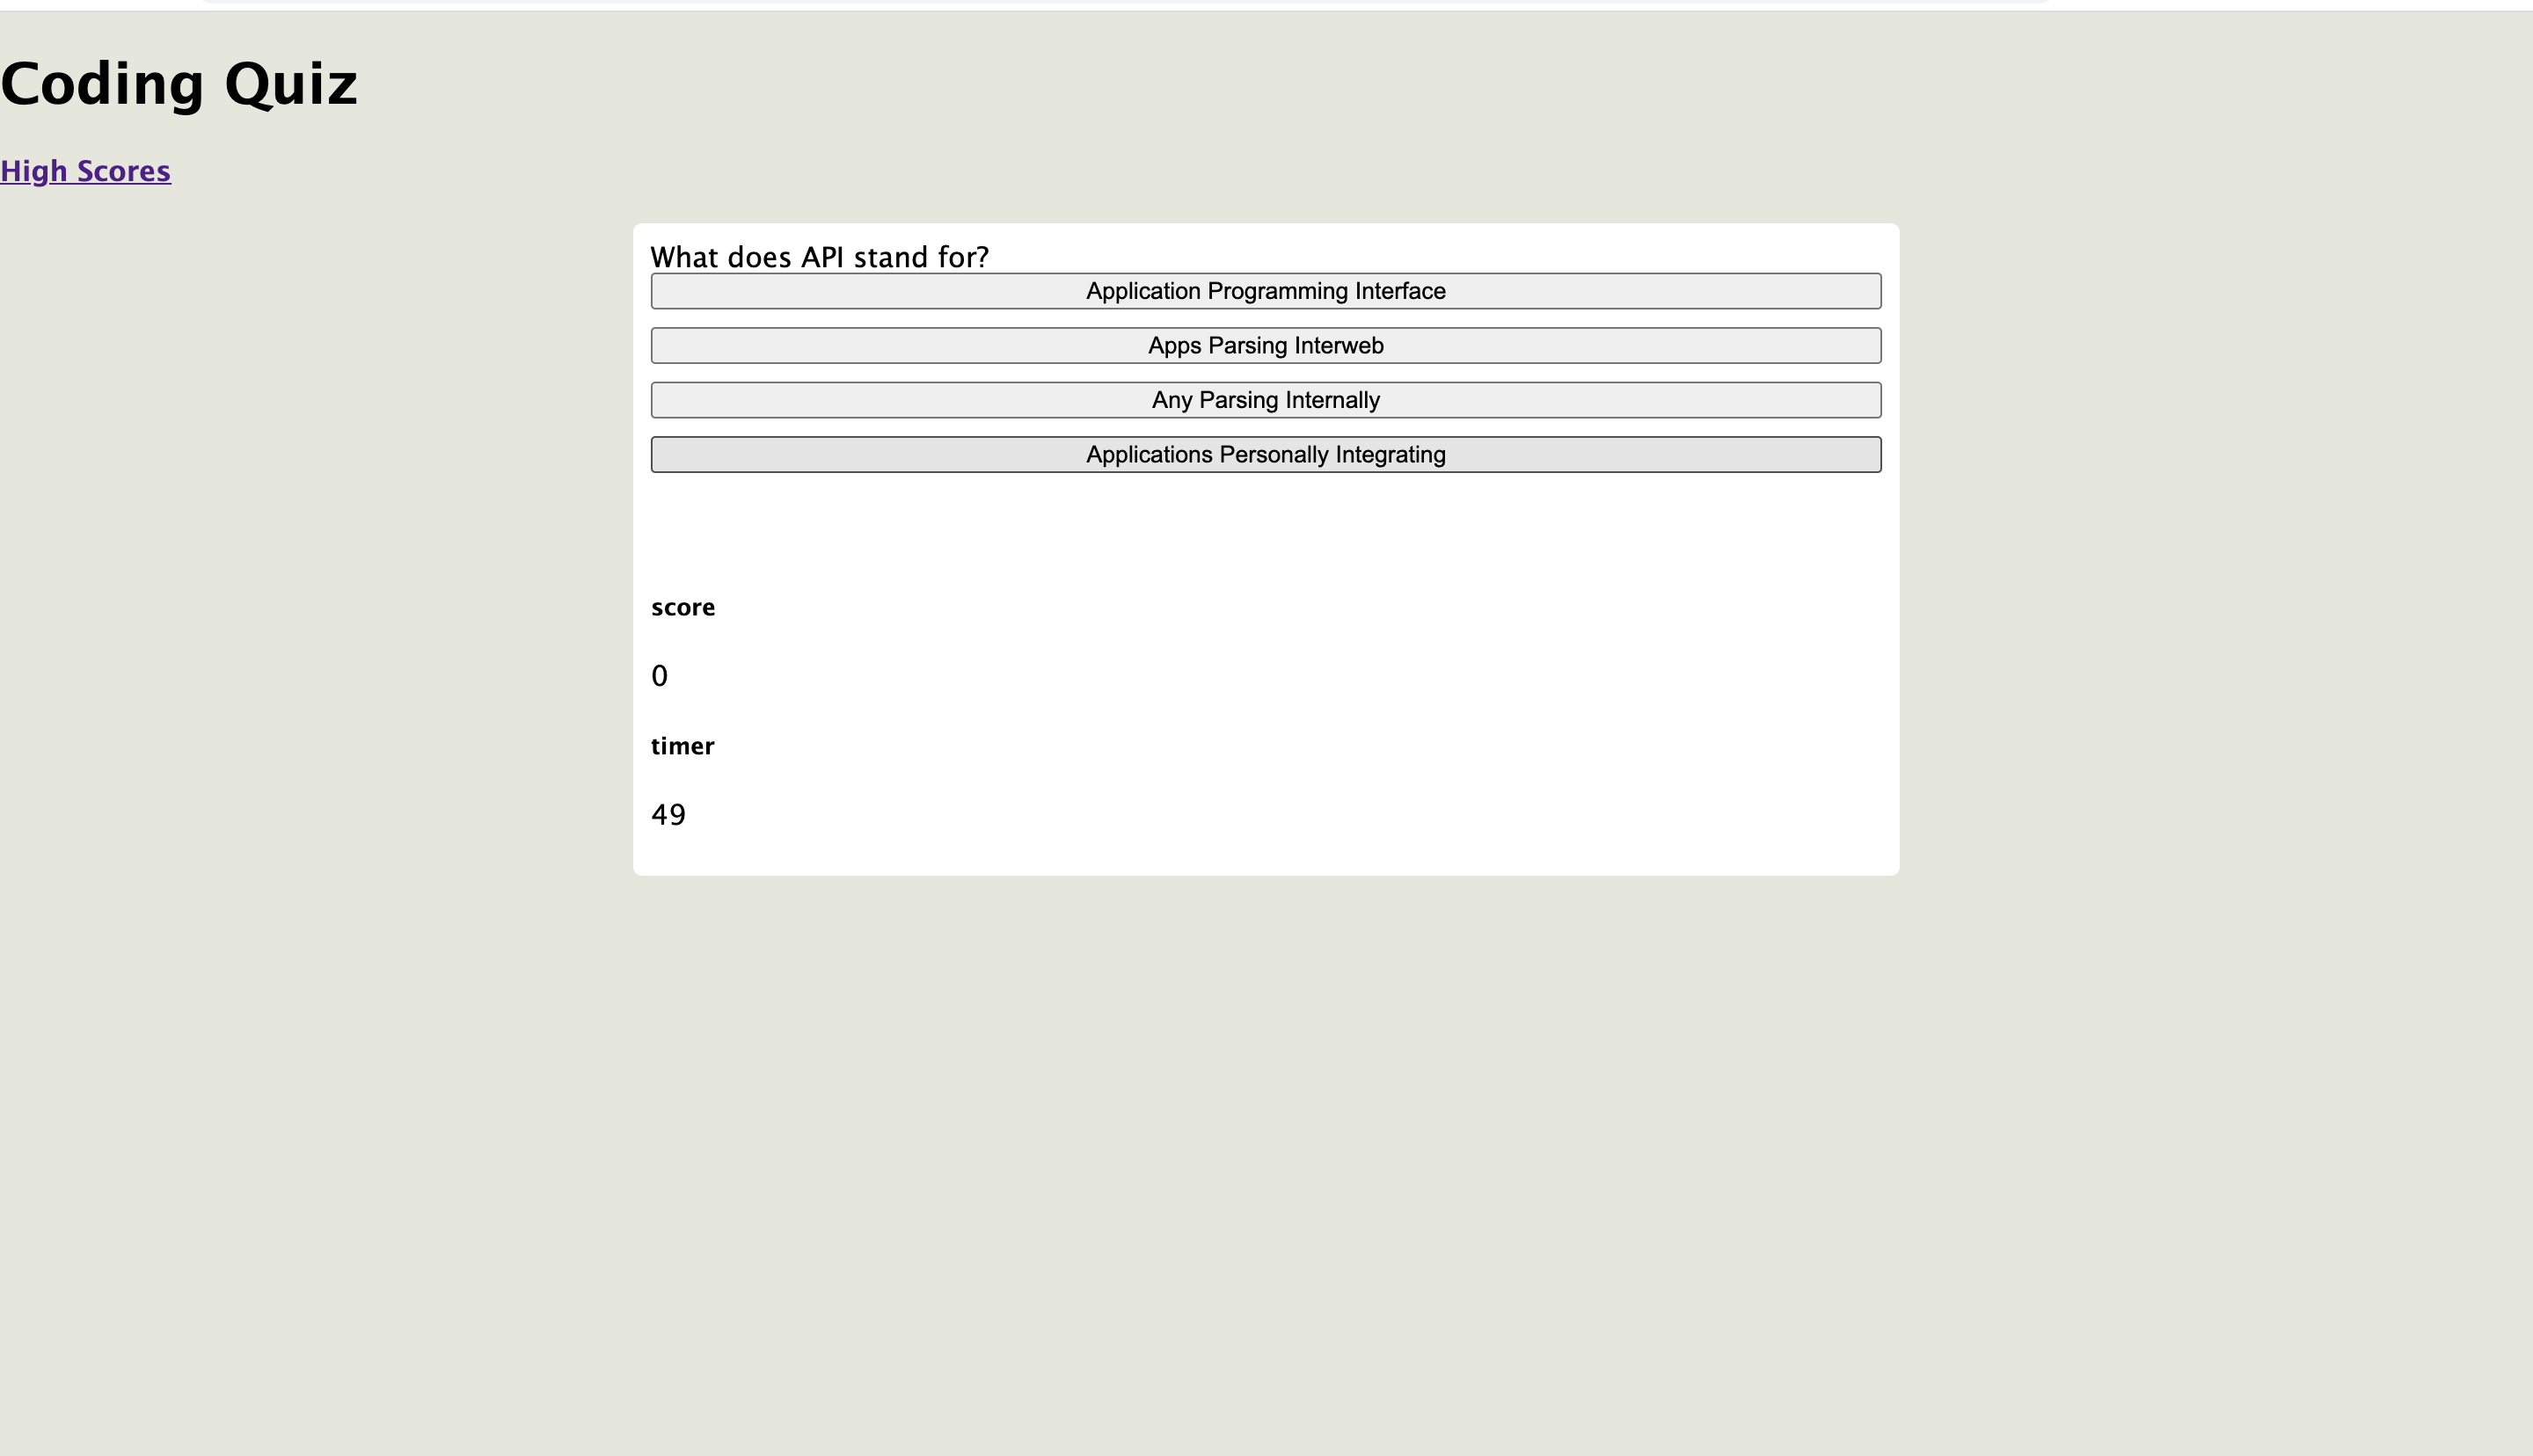 Coding Quiz
High Scores
What does API stand for?
Application Programming Interface
Apps Parsing Interweb
Any Parsing Internally
Applications Personally Integrating
score
0
timer
49